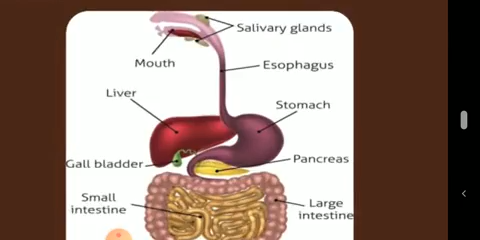 Salivary glands
Mouth
Esophagus
Liver
Stomach
Gall bladder
Pancreas
Small
intestine
Large
intestine